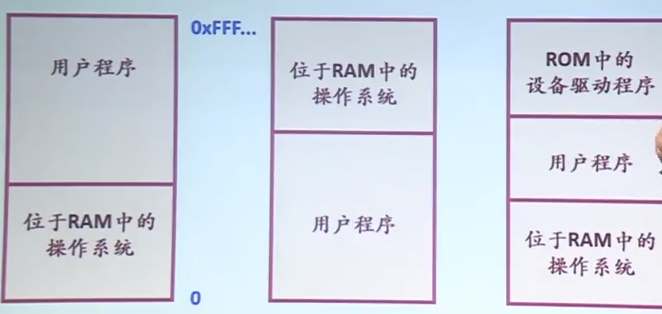 用户程序
位于RAM中的
操作系统
0xFFF...
0
位于RAM中的
操作系统
用户程序
ROM中的
设备驱动程序
用户程序
位于RAM中的
操作系统